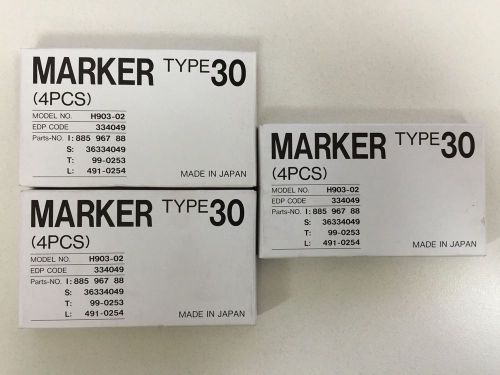 MARKER TYPE 30
(4PCS)
MODEL NO. H903-02
EDP CODE 334049
Parts-NO. I: 885 967 88
S: 36334049
T: 99-0253
L: 491-0254
MADE IN JAPAN
MARKER TYPE 30
(4PCS)
MODEL NO. H903-02
EDP CODE 334049
Parts-NO. I: 885 967 88
S: 36334049
T: 99-0253
L: 491-0254
MADE IN JAPAN
MARKER TYPE 30
(4PCS)
MODEL NO. H903-02
EDP CODE 334049
Parts-NO. I: 885 967 88
S: 36334049
T: 99-0253
L: 491-0254
MADE IN JAPAN